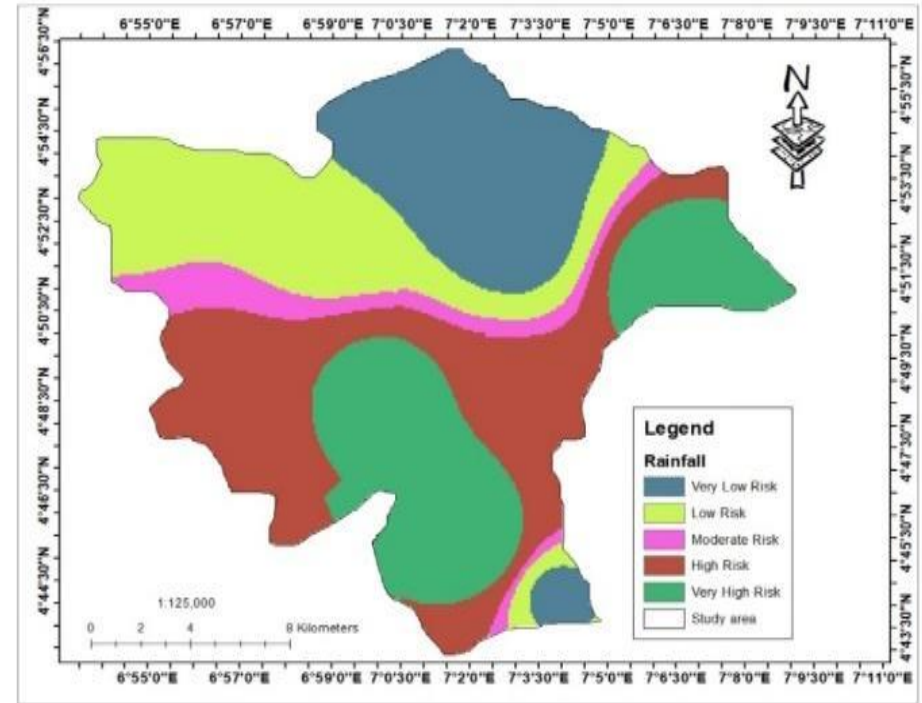 6°55'0"E 6°57'0"E 6°59'0"E 7°0'30"E 7°2'0"E 7°3'30"E 7°5'0"E 7°6'30"E 7°8'0"E 7°9'30"E 7°11'0"E
4°56'30"N
4°54'30"N
4°52'30"N
4°50'30"N
4°48'30"N
4°46'30"N
4°44'30"N
N
4°55'30"N
4°53'30"N
4°51'30"N
4°49'30"N
4°47'30"N
4°45'30"N
4°43'30"N
Legend
Rainfall
Very Low Risk
Low Risk
Moderate Risk
High Risk
Very High Risk
Study area
1:125,000
0 2 4 8 Kilometers
6°55'0"E 6°57'0"E 6°59'0"E 7°0'30"E 7°2'0"E 7°3'30"E 7°5'0"E 7°6'30"E 7°8'0"E 7°9'30"E 7°11'0"E